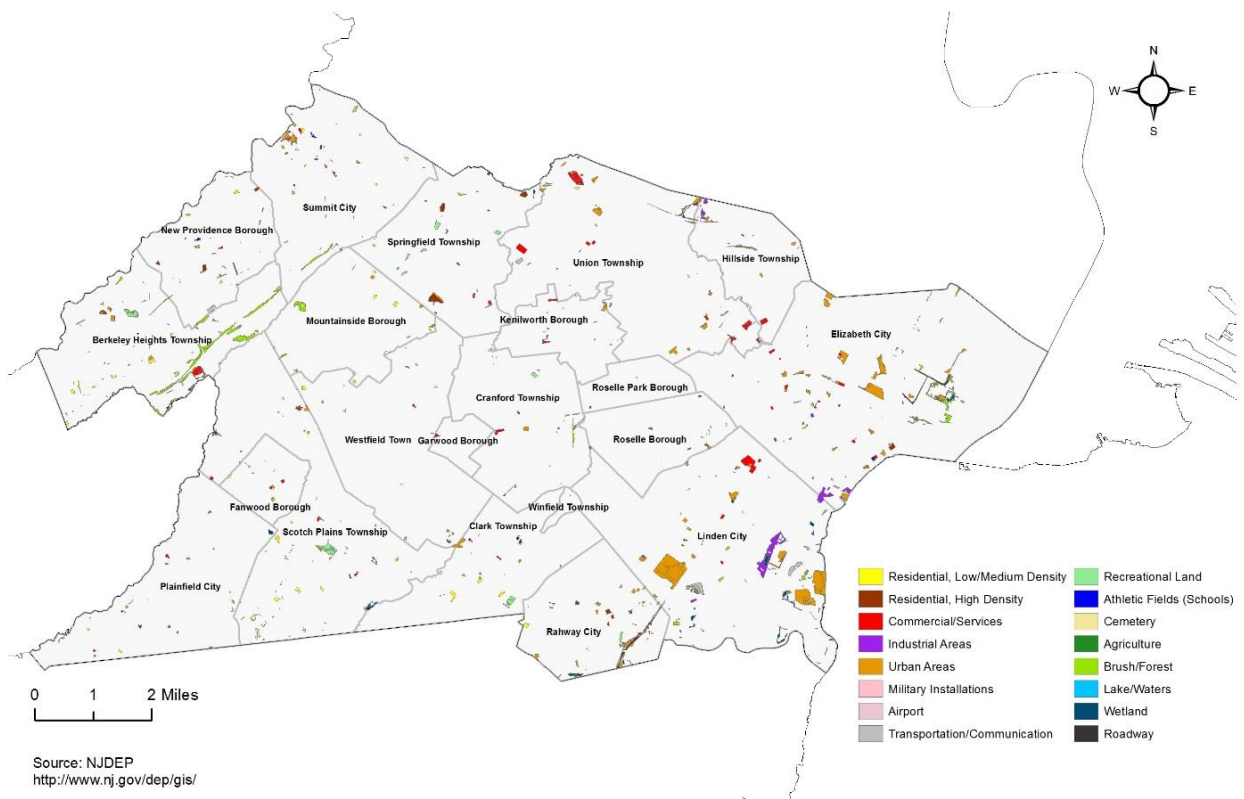 N
W E
S
Summit City
New Providence Borough
Springfield Township
Union Township
Hillside Township
Mountainside Borough
Kenilworth Borough
Berkeley Heights Township
Elizabeth City
Roselle Park Borough
Cranford Township
Westfield Town
Garwood Borough
Roselle Borough
Fanwood Borough
Winfield Township
Scotch Plains Township
Clark Township
Linden City
Plainfield City
Rahway City
Residential, Low/Medium Density
Residential, High Density
Commercial/Services
Industrial Areas
Urban Areas
Military Installations
Airport
Transportation/Communication
Recreational Land
Athletic Fields (Schools)
Cemetery
Agriculture
Brush/Forest
Lake/Waters
Wetland
Roadway
0 1 2 Miles
Source: NJDEP
http://www.nj.gov/dep/gis/